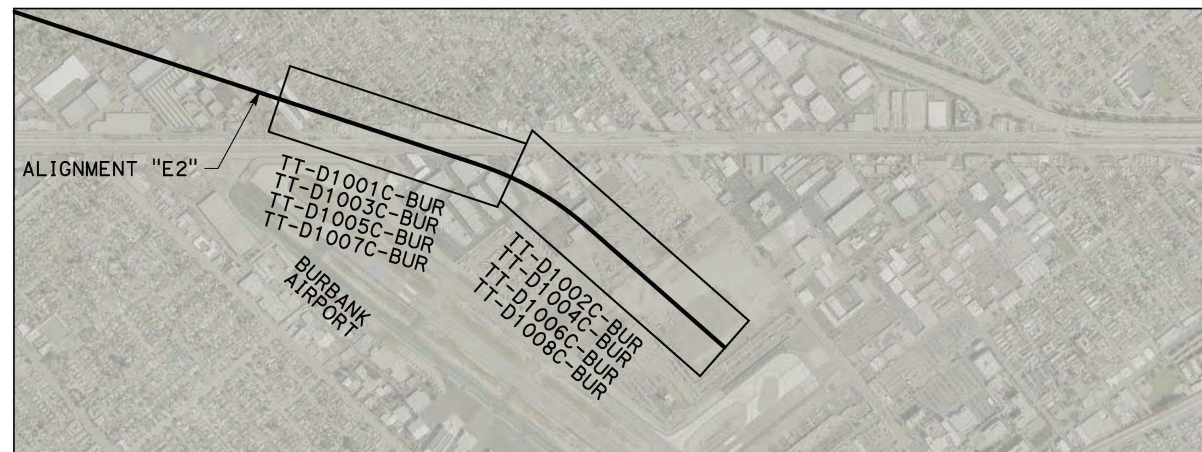 ALIGNMENT "E2"
TT-D1001C-BUR
TT-D1003C-BUR
TT-D1005C-BUR
TT-D1007C-BUR
BURBANK
AIRPORT
TT-D1002C-BUR
TT-D1004C-BUR
TT-D1006C-BUR
TT-D1008C-BUR